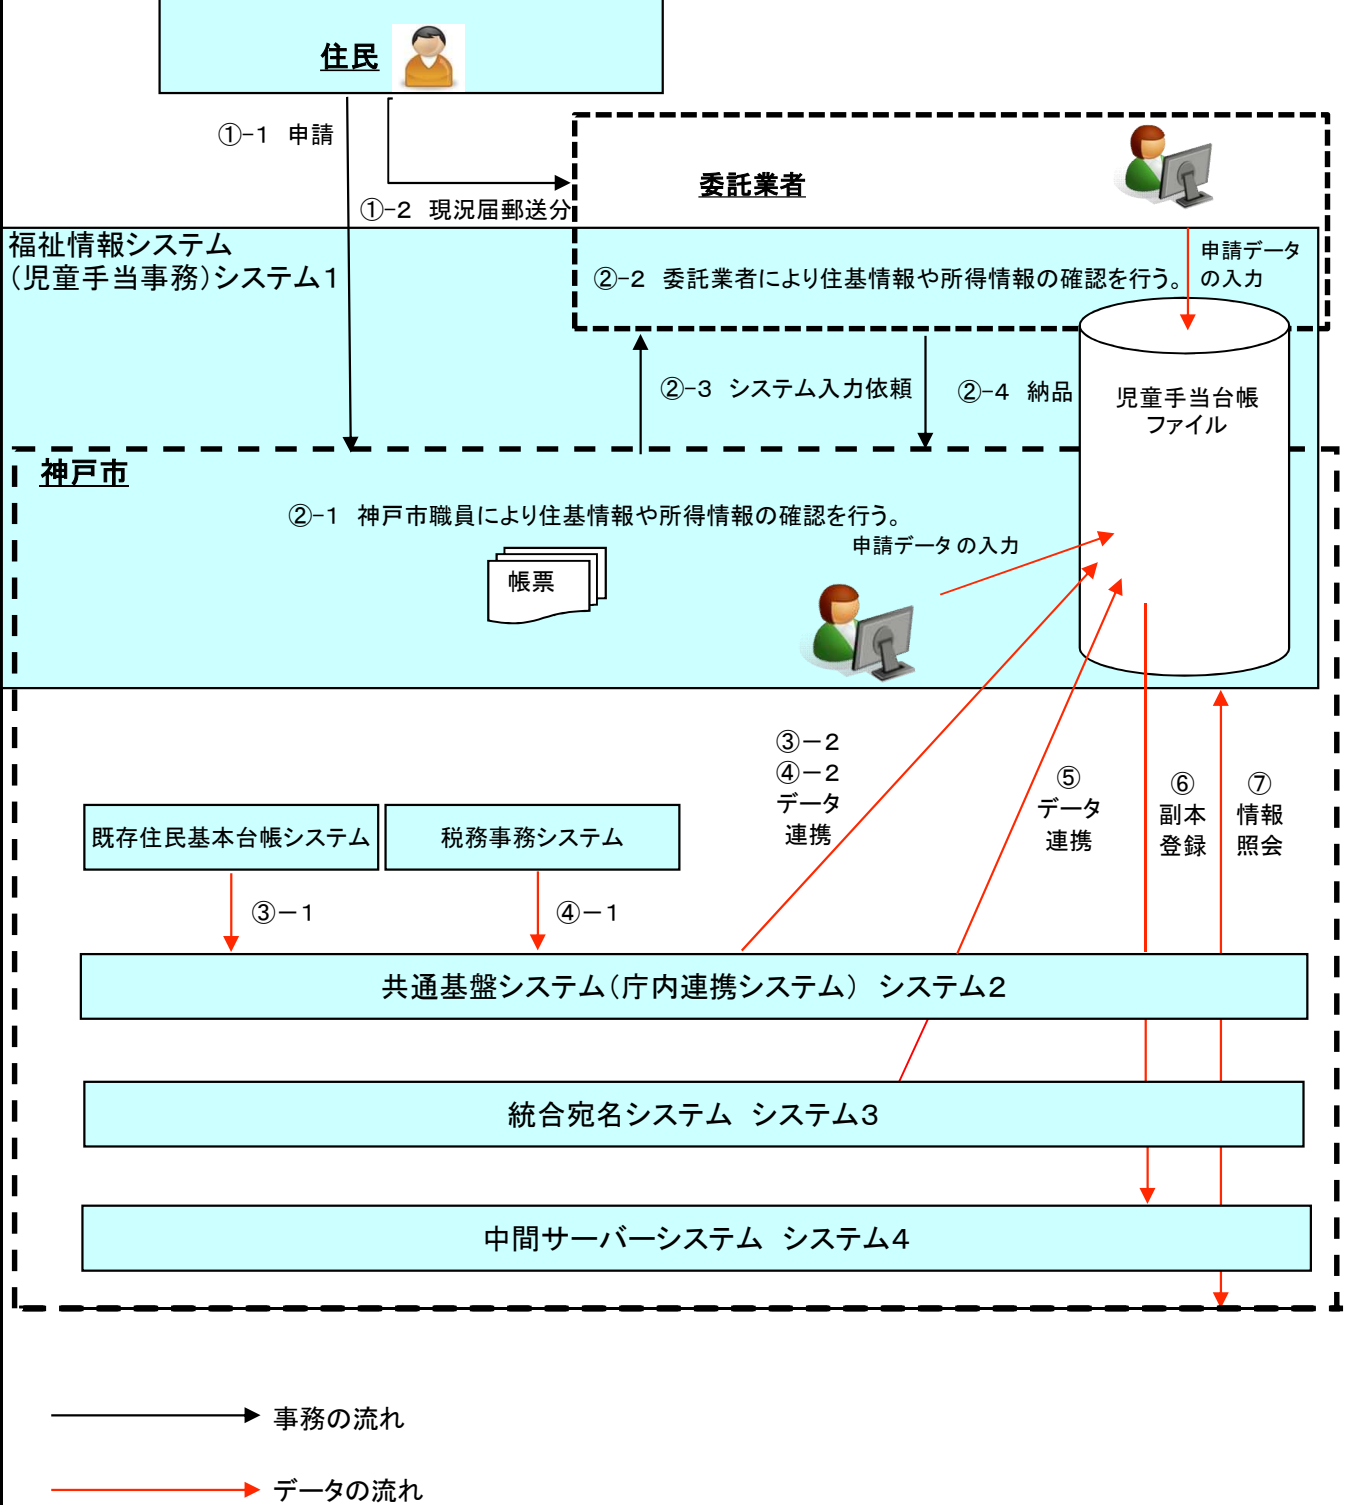 住民
①-1 申請
①-2 現況届郵送分
委託業者
福祉情報システム
(児童手当事務)システム1
②-2 委託業者により住基情報や所得情報の確認を行う。
申請データ
の入力
②-3 システム入力依頼
②-4 納品
児童手当台帳
ファイル
神戸市
②-1 神戸市職員により住基情報や所得情報の確認を行う。
申請データの入力
帳票
③-2
④-2
データ
連携
⑤
データ
連携
⑥
副本
登録
⑦
情報
照会
既存住民基本台帳システム
税務事務システム
③-1
④-1
共通基盤システム(庁内連携システム) システム2
統合宛名システム システム3
中間サーバーシステム システム4
事務の流れ
データの流れ